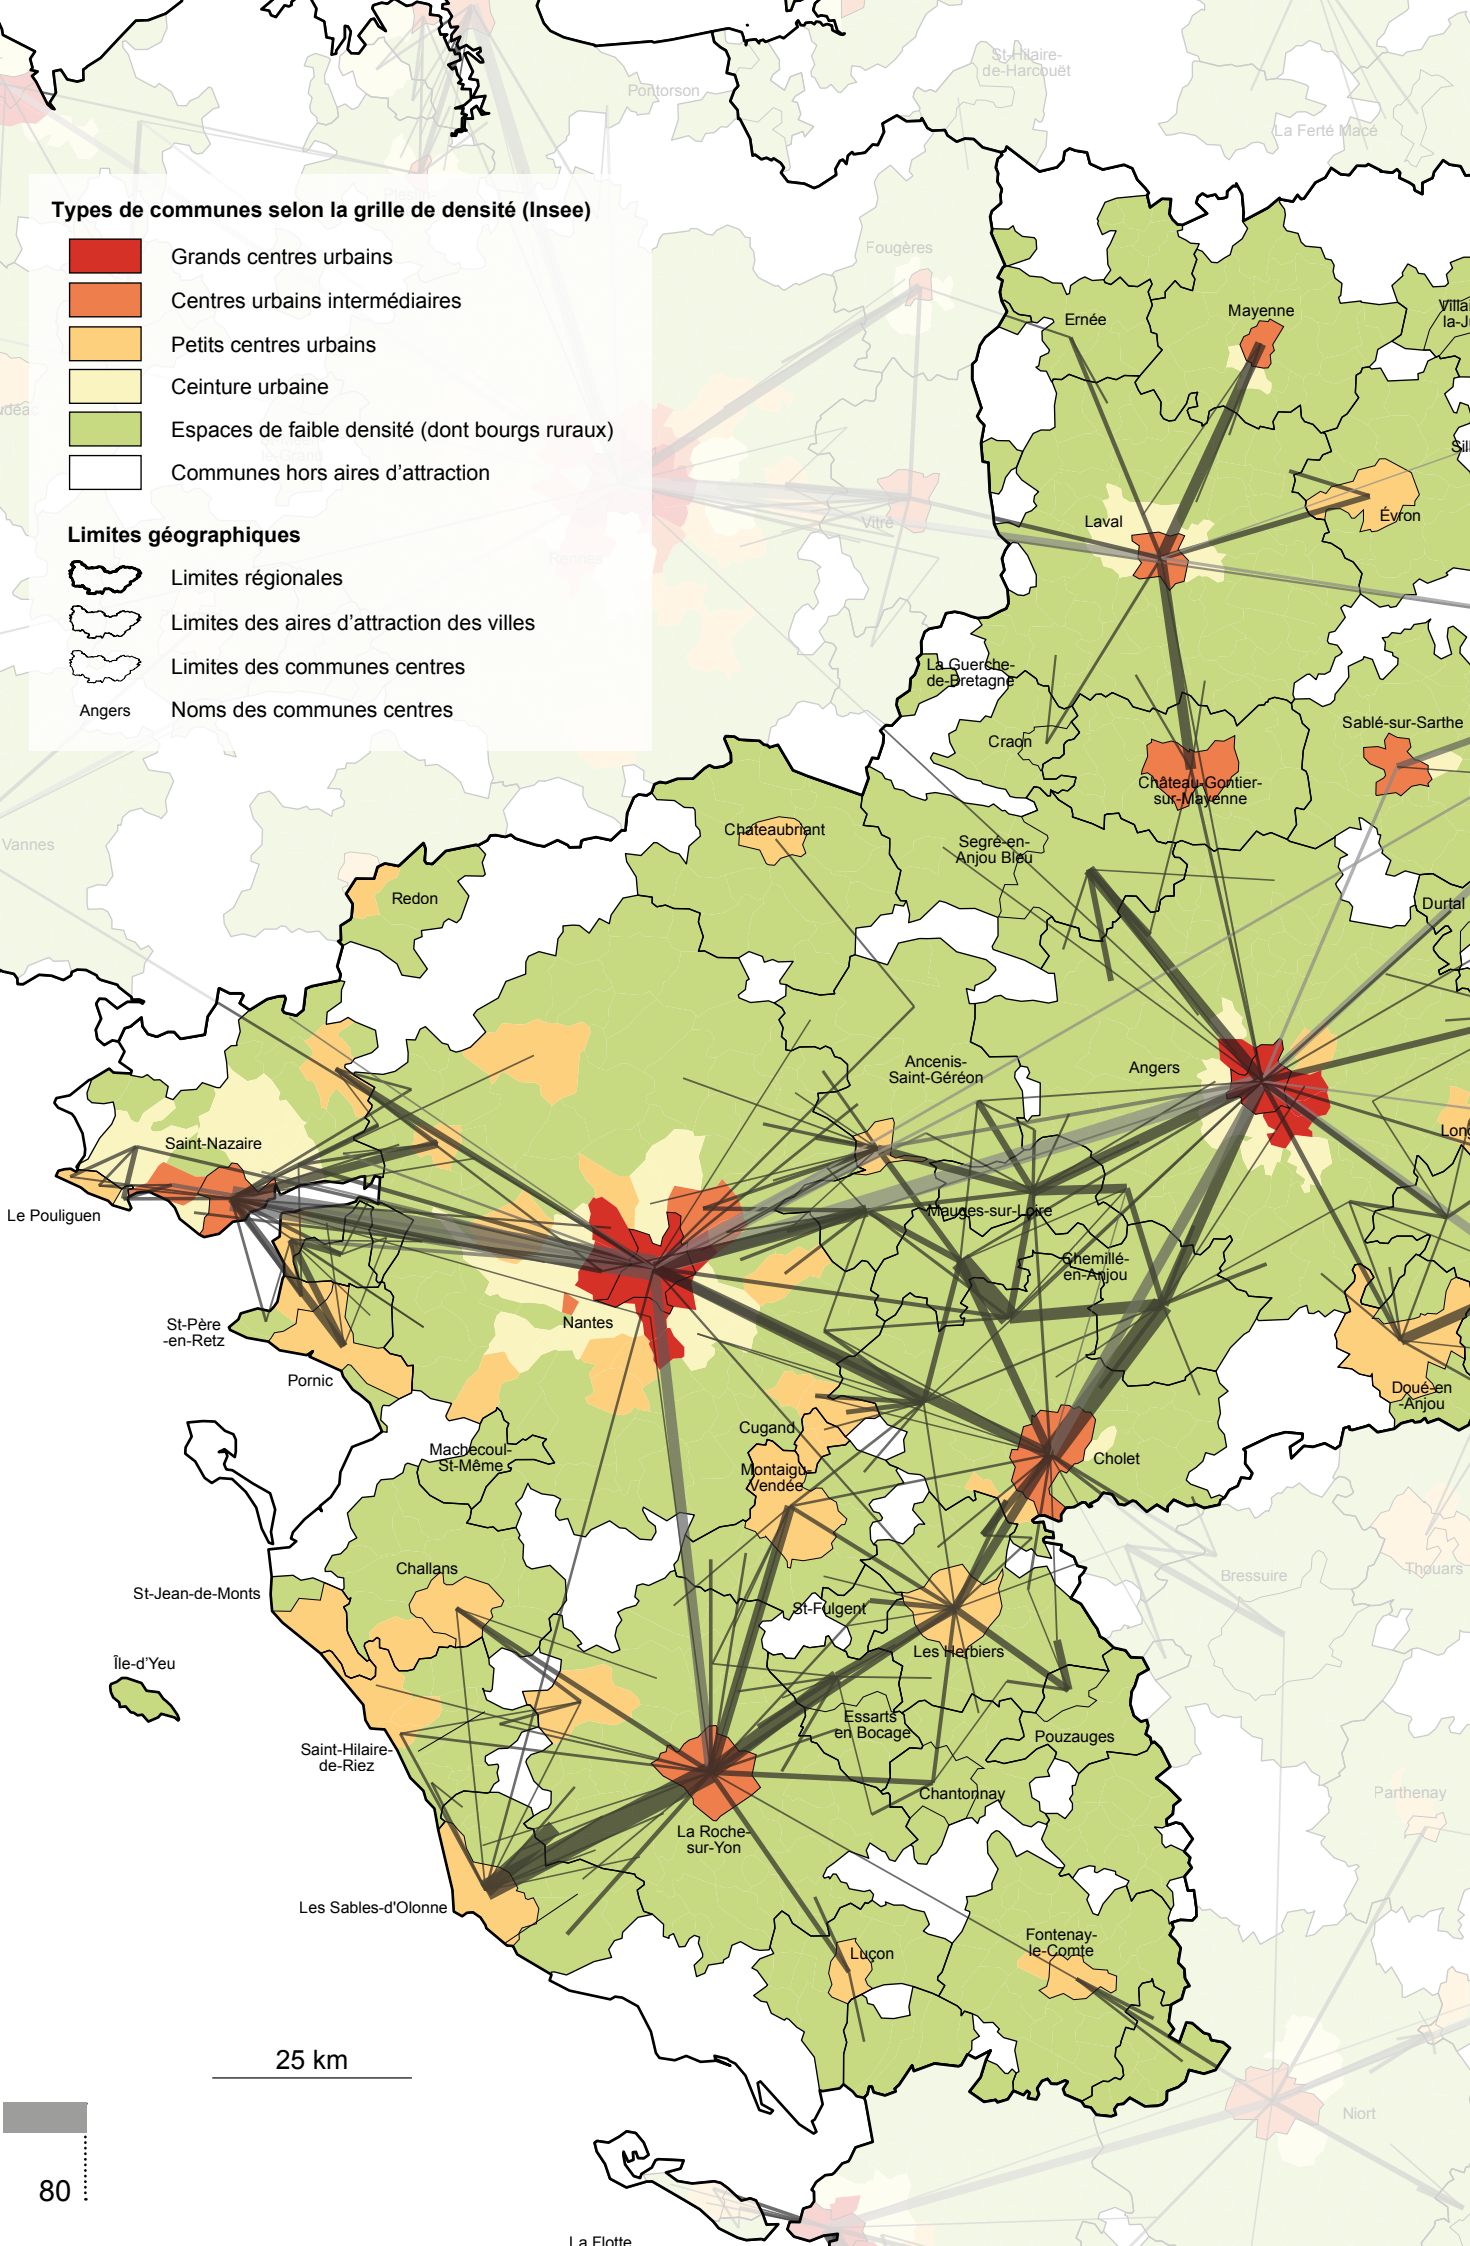 St-Hilaire-
de-Harcouët
Pontorson
La Ferté Macé
Types de communes selon la grille de densité (Insee)
Grands centres urbains
Centres urbains intermédiaires
Petits centres urbains
Ceinture urbaine
Espaces de faible densité (dont bourgs ruraux)
Communes hors aires d'attraction
Limites géographiques
Limites régionales
Limites des aires d'attraction des villes
Limites des communes centres
Angers
Noms des communes centres
Fougères
Ernée
Mayenne
Villai
la-J
Sill
Évron
Laval
Vitré
Rennes
La Guerche-
de-Bretagne
Craon
Sablé-sur-Sarthe
Château-Gontier-
sur-Mayenne
Vannes
Chateaubriant
Segré-en-
Anjou Bleu
Redon
Durtal
Ancenis-
Saint-Géréon
Angers
Long
Saint-Nazaire
Le Pouliguen
Mauges-sur-Loire
Chemillé-
en-Anjou
Nantes
St-Père
-en-Retz
Pornic
Doué-en
-Anjou
Cugand
Machecoul-
St-Même
Montaigu-
Vendée
Cholet
Challans
Bressuire
Thouars
St-Jean-de-Monts
St-Fulgent
Les Herbiers
Île-d'Yeu
Essarts
en Bocage
Pouzauges
Saint-Hilaire-
de-Riez
Chantonnay
Parthenay
La Roche-
sur-Yon
Les Sables-d'Olonne
Fontenay-
le-Comte
Luçon
25 km
Niort
80
La Flotte